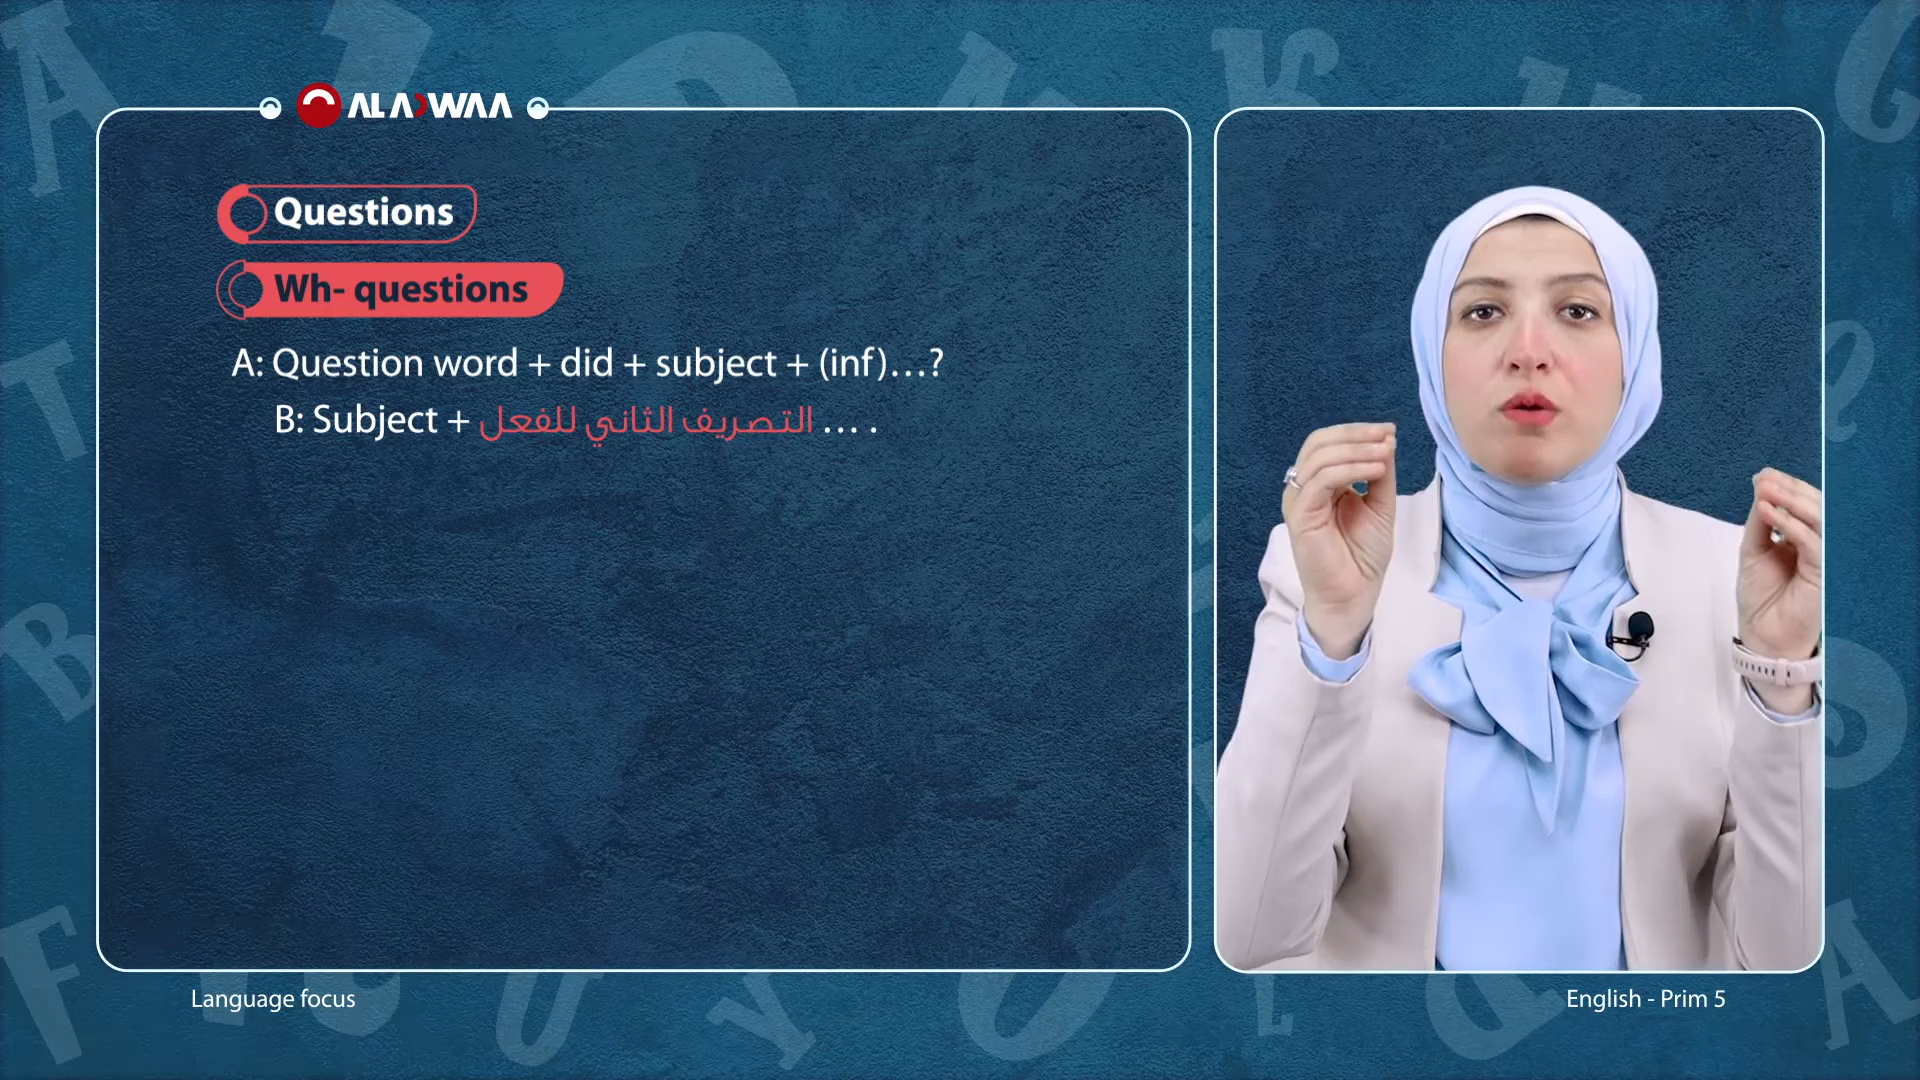 ALADWAA
Questions
Wh- questions
A: Question word + did + subject + (inf)...?
B: Subject + التصريف الثاني للفعل ... .
Language focus
English - Prim 5